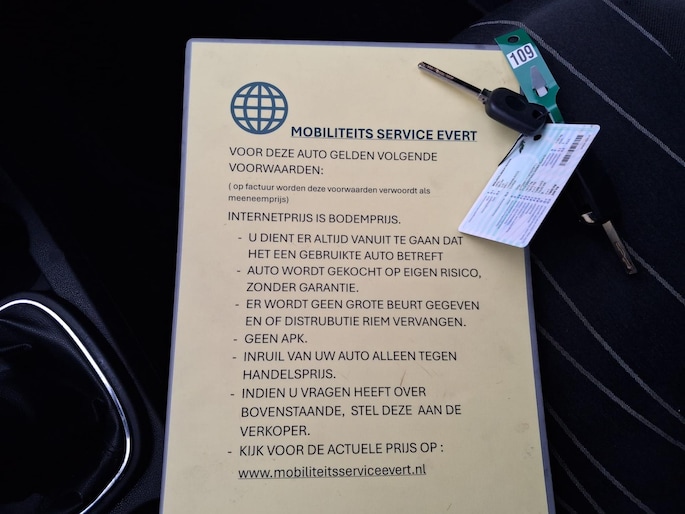 109
MOBILITEITS SERVICE EVERT
VOOR DEZE AUTO GELDEN VOLGENDE
VOORWAARDEN:
( op factuur worden deze voorwaarden verwoordt als
meeneemprijs)
INTERNETPRIJS IS BODEMPRIJS.
- U DIENT ER ALTIJD VANUIT TE GAAN DAT
HET EEN GEBRUIKTE AUTO BETREFT
- AUTO WORDT GEKOCHT OP EIGEN RISICO,
ZONDER GARANTIE.
- ER WORDT GEEN GROTE BEURT GEGEVEN
EN OF DISTRUBUTIE RIEM VERVANGEN.
- GEEN APK.
- INRUIL VAN UW AUTO ALLEEN TEGEN
HANDELSPRIJS.
- INDIEN U VRAGEN HEEFT OVER
BOVENSTAANDE, STEL DEZE AAN DE
VERKOPER.
- KIJK VOOR DE ACTUELE PRIJS OP :
www.mobiliteitsserviceevert.nl